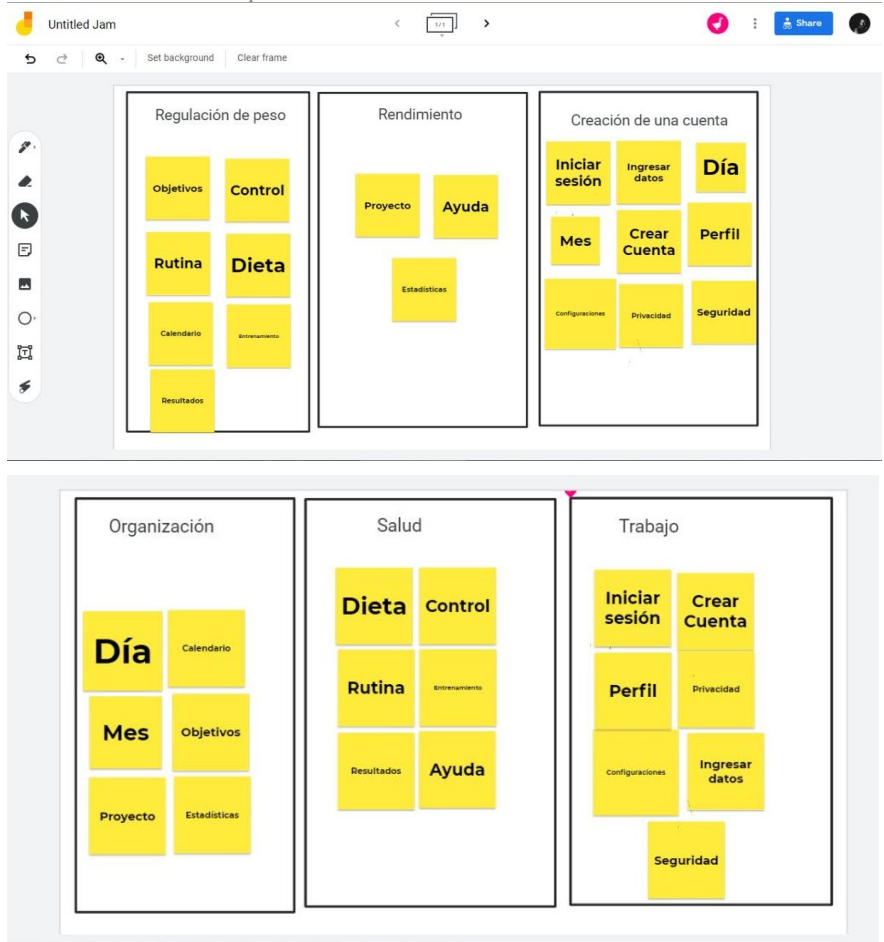 Untitled Jam
1/1
Share
Set background
Clear frame
Regulación de peso
Objetivos
Control
Rutina
Dieta
Calendario
Entrenamiento
Resultados
Rendimiento
Proyecto
Ayuda
Estadísticas
Creación de una cuenta
Iniciar
sesión
Ingresar
datos
Día
Mes
Crear
Cuenta
Perfil
Configuraciones
Privacidad
Seguridad
Organización
Día
Calendario
Mes
Objetivos
Proyecto
Estadísticas
Salud
Dieta
Control
Rutina
Entrenamiento
Resultados
Ayuda
Trabajo
Iniciar
sesión
Crear
Cuenta
Perfil
Privacidad
Configuraciones
Ingresar
datos
Seguridad